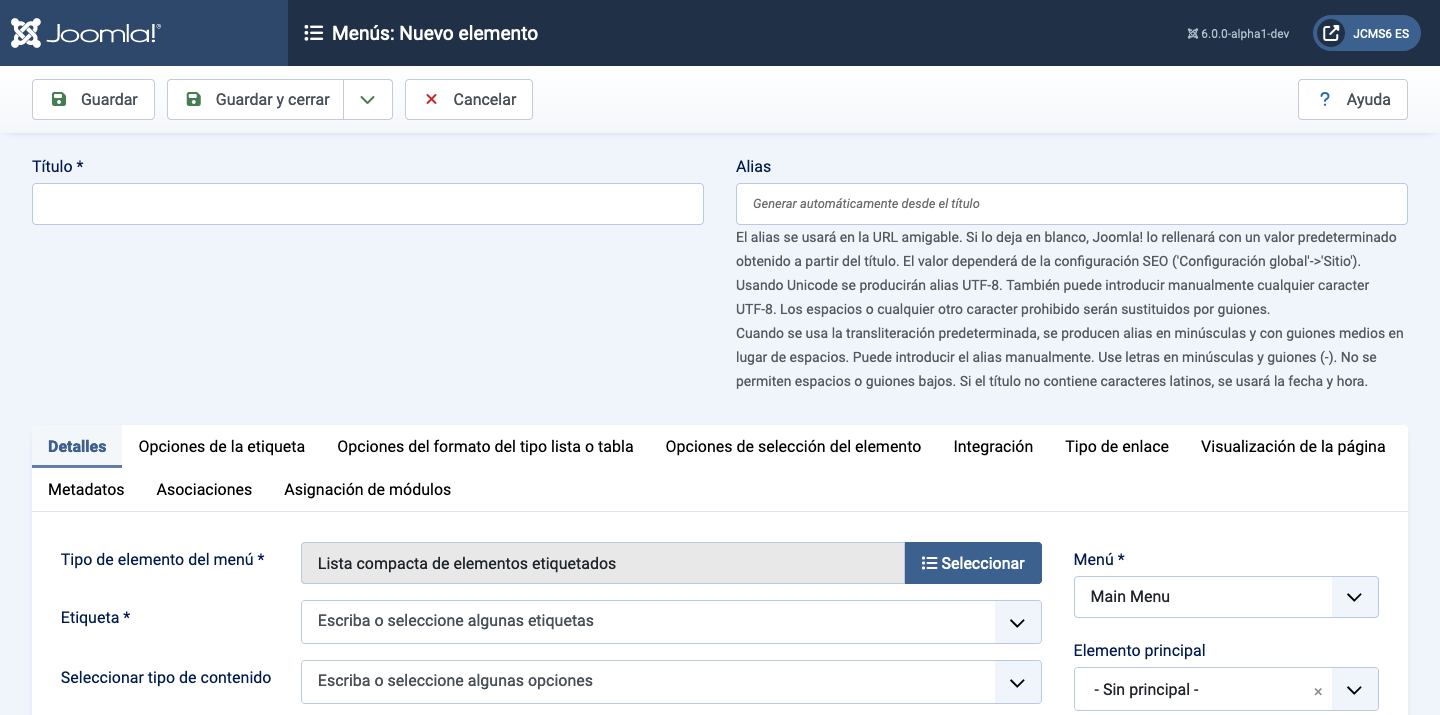 Joomla!®
Menús: Nuevo elemento
6.0.0-alpha1-dev
JCMS6 ES
Guardar
Guardar y cerrar
Cancelar
? Ayuda
Título *
Alias
Generar automáticamente desde el título
El alias se usará en la URL amigable. Si lo deja en blanco, Joomla! lo rellenará con un valor predeterminado
obtenido a partir del título. El valor dependerá de la configuración SEO ('Configuración global'->'Sitio').
Usando Unicode se producirán alias UTF-8. También puede introducir manualmente cualquier caracter
UTF-8. Los espacios o cualquier otro caracter prohibido serán sustituidos por guiones.
Cuando se usa la transliteración predeterminada, se producen alias en minúsculas y con guiones medios en
lugar de espacios. Puede introducir el alias manualmente. Use letras en minúsculas y guiones (-). No se
permiten espacios o guiones bajos. Si el título no contiene caracteres latinos, se usará la fecha y hora.
Detalles
Opciones de la etiqueta
Opciones del formato del tipo lista o tabla
Opciones de selección del elemento
Integración
Tipo de enlace
Visualización de la página
Metadatos
Asociaciones
Asignación de módulos
Tipo de elemento del menú *
Lista compacta de elementos etiquetados
Seleccionar
Etiqueta *
Escriba o seleccione algunas etiquetas
Seleccionar tipo de contenido
Escriba o seleccione algunas opciones
Menú *
Main Menu
Elemento principal
- Sin principal -
×